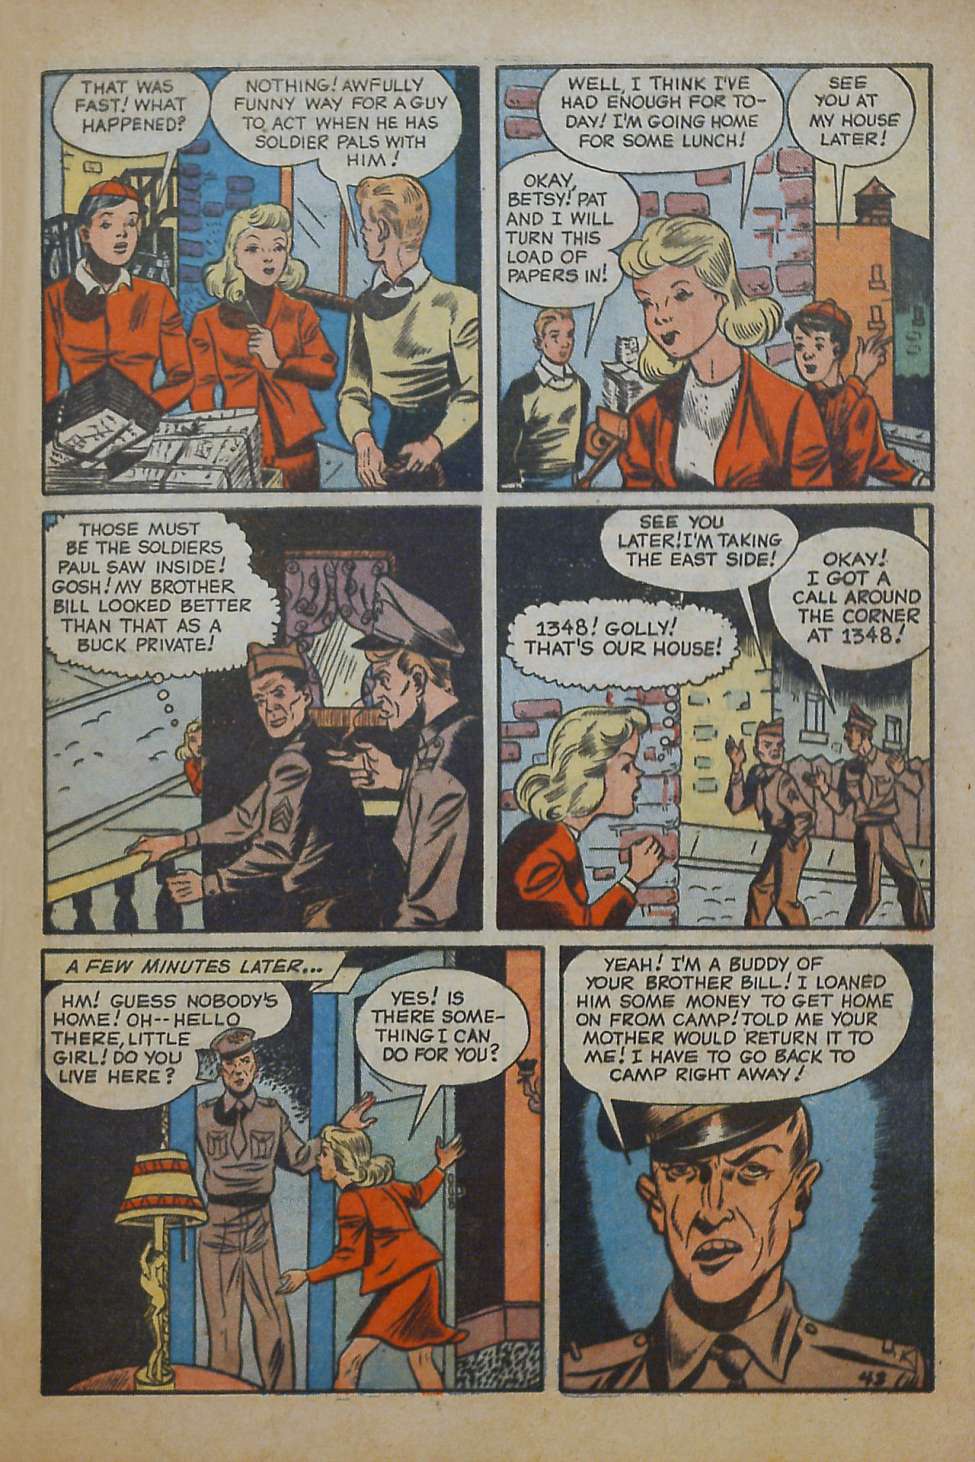 THAT WAS
FAST! WHAT
HAPPENED?
NOTHING! AWFULLY
FUNNY WAY FOR A GUY
TO ACT WHEN HE HAS
SOLDIER PALS WITH
HIM!
OKAY,
BETSY! PAT
AND I WILL
TURN THIS
LOAD OF
PAPERS IN!
WELL, I THINK I'VE
HAD ENOUGH FOR TO-
DAY! I'M GOING HOME
FOR SOME LUNCH!
SEE
YOU AT
MY HOUSE
LATER!
THOSE MUST
BE THE SOLDIERS
PAUL SAW INSIDE!
GOSH! MY BROTHER
BILL LOOKED BETTER
THAN THAT AS A
BUCK PRIVATE!
SEE YOU
LATER! I'M TAKING
THE EAST SIDE!
OKAY!
I GOT A
CALL AROUND
THE CORNER
AT 1348!
1348! GOLLY!
THAT'S OUR HOUSE!
A FEW MINUTES LATER...
HM! GUESS NOBODY'S
HOME! OH--HELLO
THERE, LITTLE
GIRL! DO YOU
LIVE HERE?
YES! IS
THERE SOME-
THING I CAN
DO FOR YOU?
YEAH! I'M A BUDDY OF
YOUR BROTHER BILL! I LOANED
HIM SOME MONEY TO GET HOME
ON FROM CAMP! TOLD ME YOUR
MOTHER WOULD RETURN IT TO
ME! I HAVE TO GO BACK TO
CAMP RIGHT AWAY!